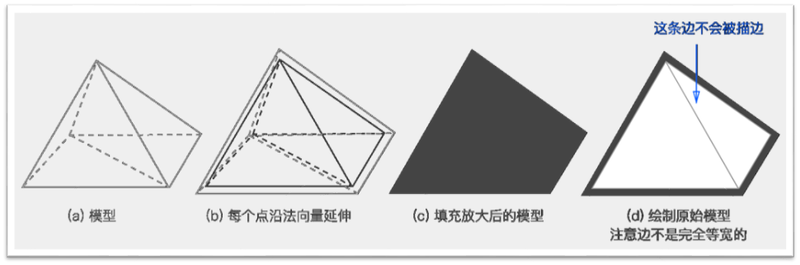 这条边不会被描边
(a) 模型
(b) 每个点沿法向量延伸
(c) 填充放大后的模型
(d) 绘制原始模型
注意边不是完全等宽的